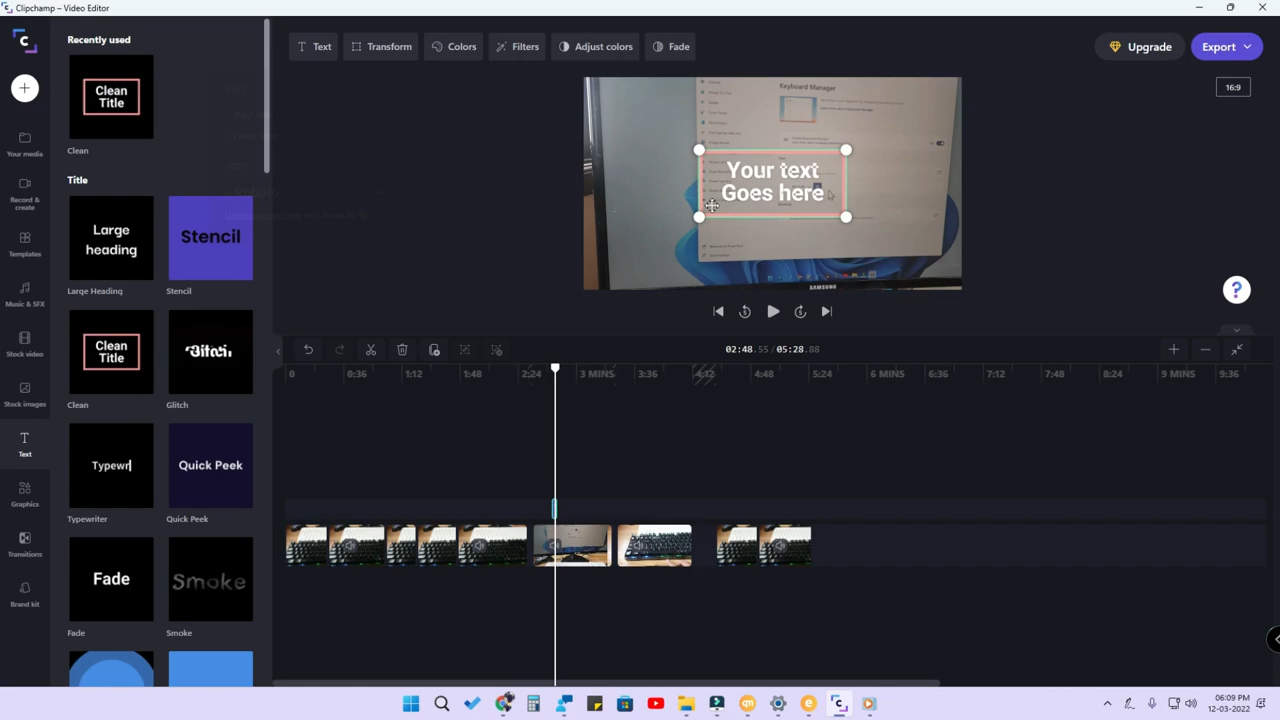 Clipchamp – Video Editor
Recently used
Clean
Title
Clean
Title
Large
heading
Stencil
Large Heading
Stencil
Clean
Title
Clean
Glitch
Typewr
Quick Peek
Typewriter
Quick Peek
Fade
Smoke
Fade
Smoke
Your media
Record &
create
Templates
Music & SFX
Stock video
Stock images
Text
Graphics
Transitions
Brand kit
Text
Transform
Colors
Filters
Adjust colors
Fade
Upgrade
Export
16:9
Keyboard Manager
Your text
Goes here
SAMSUNG
?
02:48.55/05:28.88
0
0:36
1:12
1:48
2:24
3 MINS
3:36
4:12
4:48
5:24
6 MINS
6:36
7:12
7:48
8:24
9 MINS
9:36
06:09 PM
12-03-2022